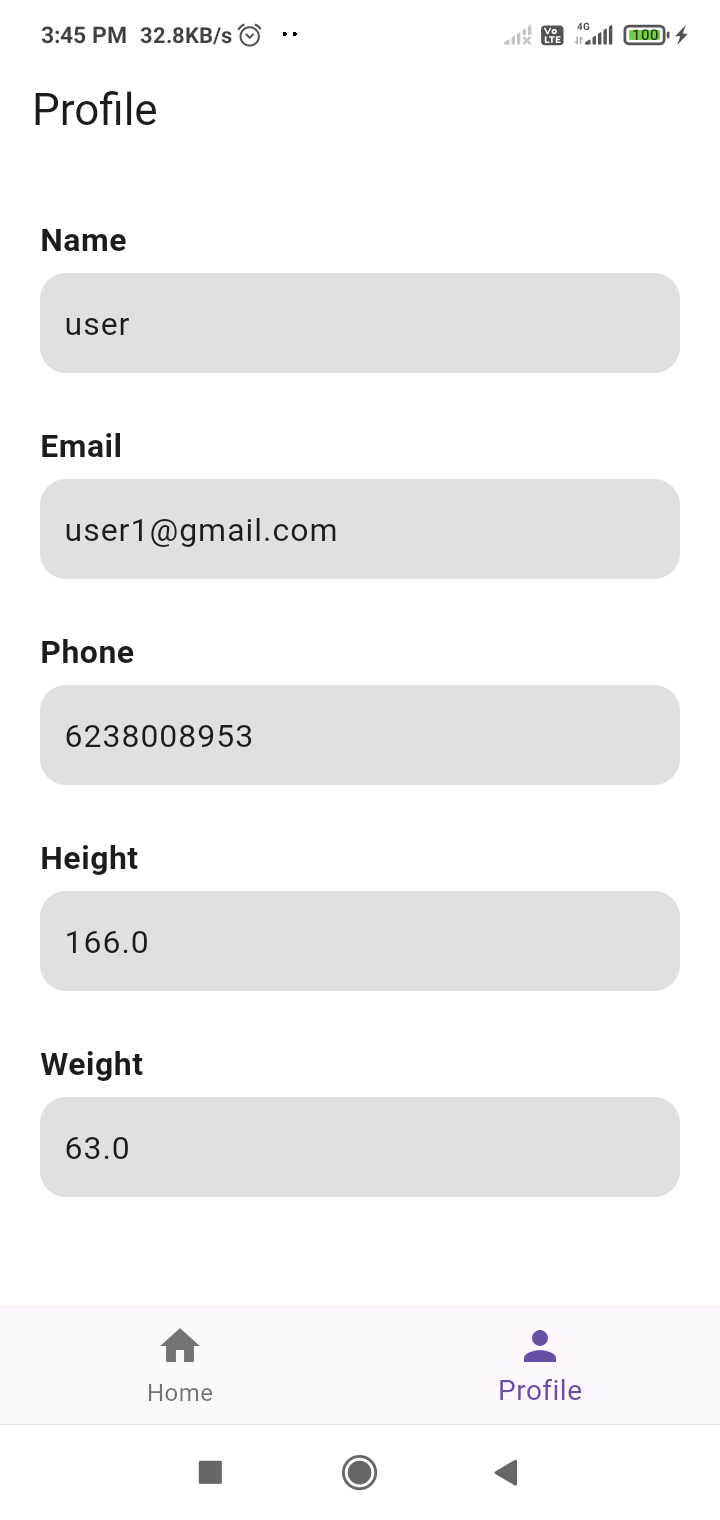 3:45 PM 32.8KB/s
Vo LTE 4G 100
Profile
Name
user
Email
user1@gmail.com
Phone
6238008953
Height
166.0
Weight
63.0
Home
Profile